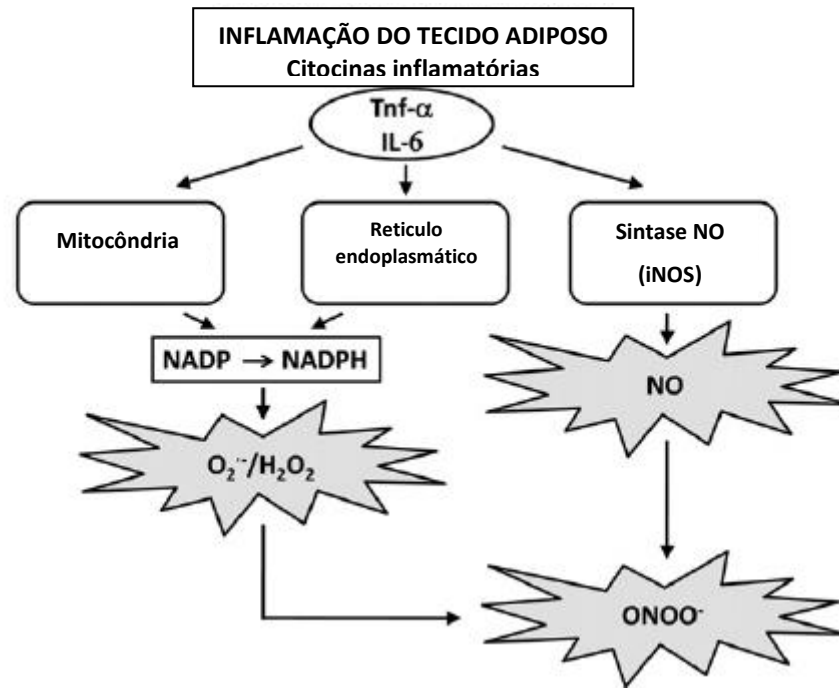 INFLAMAÇÃO DO TECIDO ADIPOSO
Citocinas inflamatórias
Tnf-α
IL-6
Mitocôndria
Reticulo
endoplasmático
Sintase NO
(iNOS)
NADP → NADPH
NO
O₂˙⁻/H₂O₂
ONOO⁻